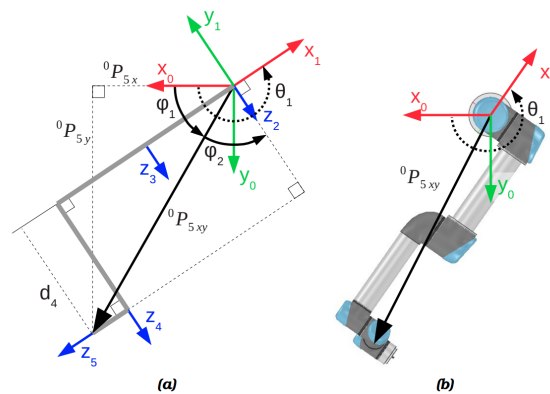 y₁
x₁
⁰P₅ₓ
x₀
θ₁
φ₁
z₂
⁰P₅y
φ₂
z₃
y₀
⁰P₅xy
d₄
z₄
z₅
(a)
x
x₀
θ₁
⁰P₅xy
y₀
(b)